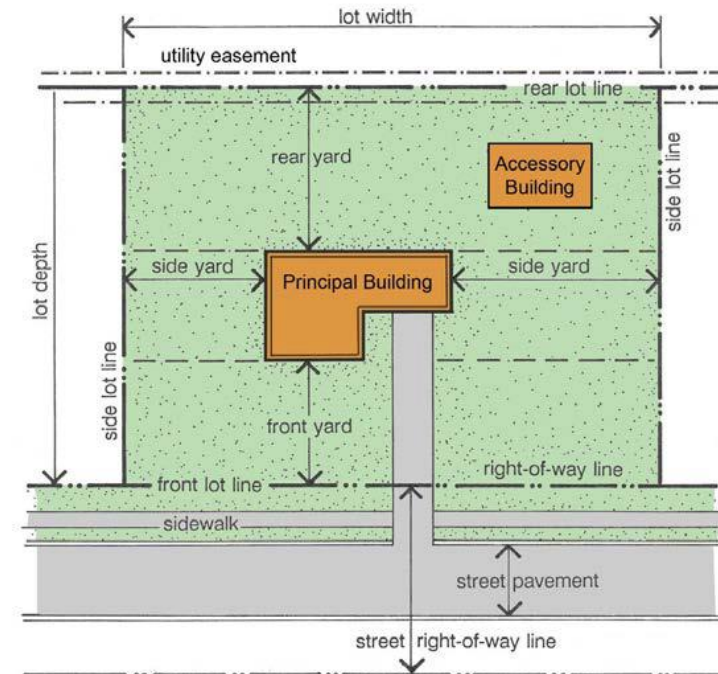 lot width
utility easement
rear lot line
rear yard
Accessory
Building
side lot line
lot depth
side yard
Principal Building
side yard
side lot line
front yard
front lot line
right-of-way line
sidewalk
street pavement
street right-of-way line